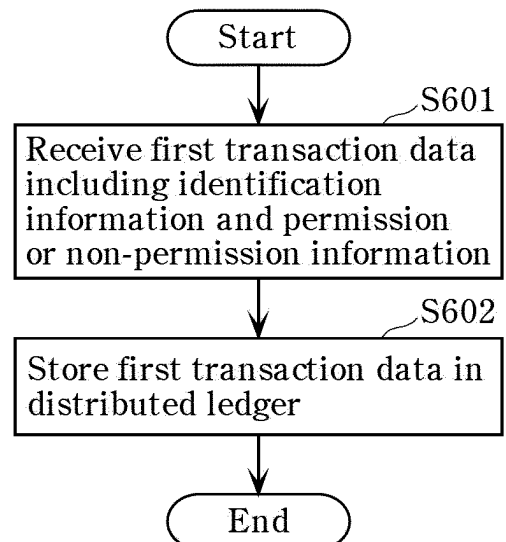 Start
S601
Receive first transaction data
including identification
information and permission
or non-permission information
S602
Store first transaction data in
distributed ledger
End